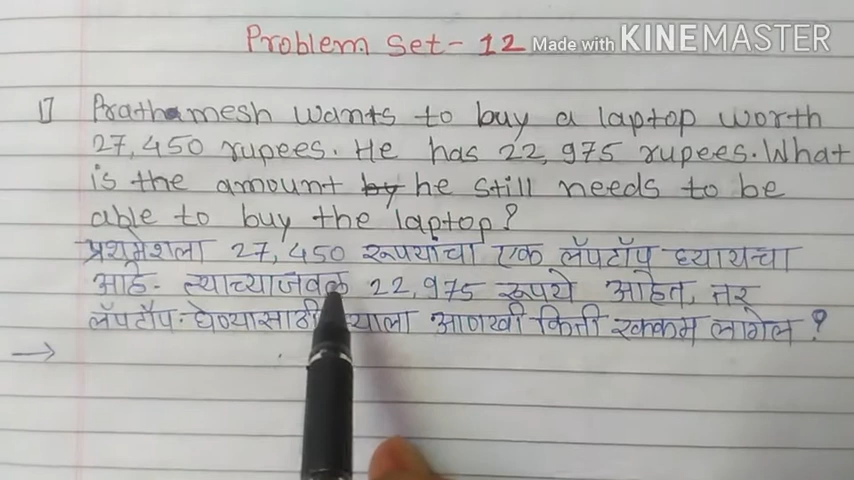 Problem Set - 12 Made with KINEMASTER
1) Prathamesh wants to buy a laptop worth
27,450 rupees. He has 22,975 rupees. What
is the amount by he still needs to be
able to buy the laptop?
प्रथमेशला 27,450 रूपयांचा एक लॅपटॉप घ्यायचा
आहे. त्याच्याजवळ 22,975 रूपये आहेत, तर
लॅपटॉप घेण्यासाठी त्याला आणखी किती रक्कम लागेल ?
→